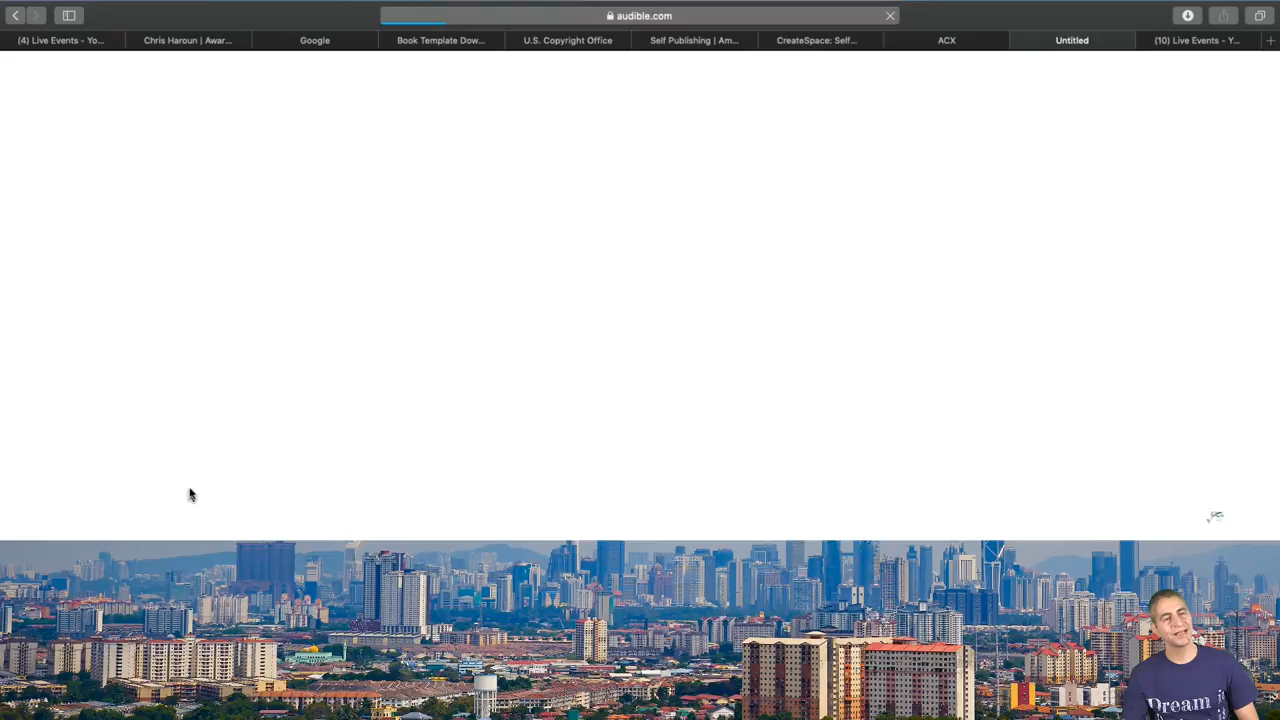 audible.com
(4) Live Events - Yo...
Chris Haroun | Awar...
Google
Book Template Dow...
U.S. Copyright Office
Self Publishing | Am...
CreateSpace: Self...
ACX
Untitled
(10) Live Events - Y...
Dream it